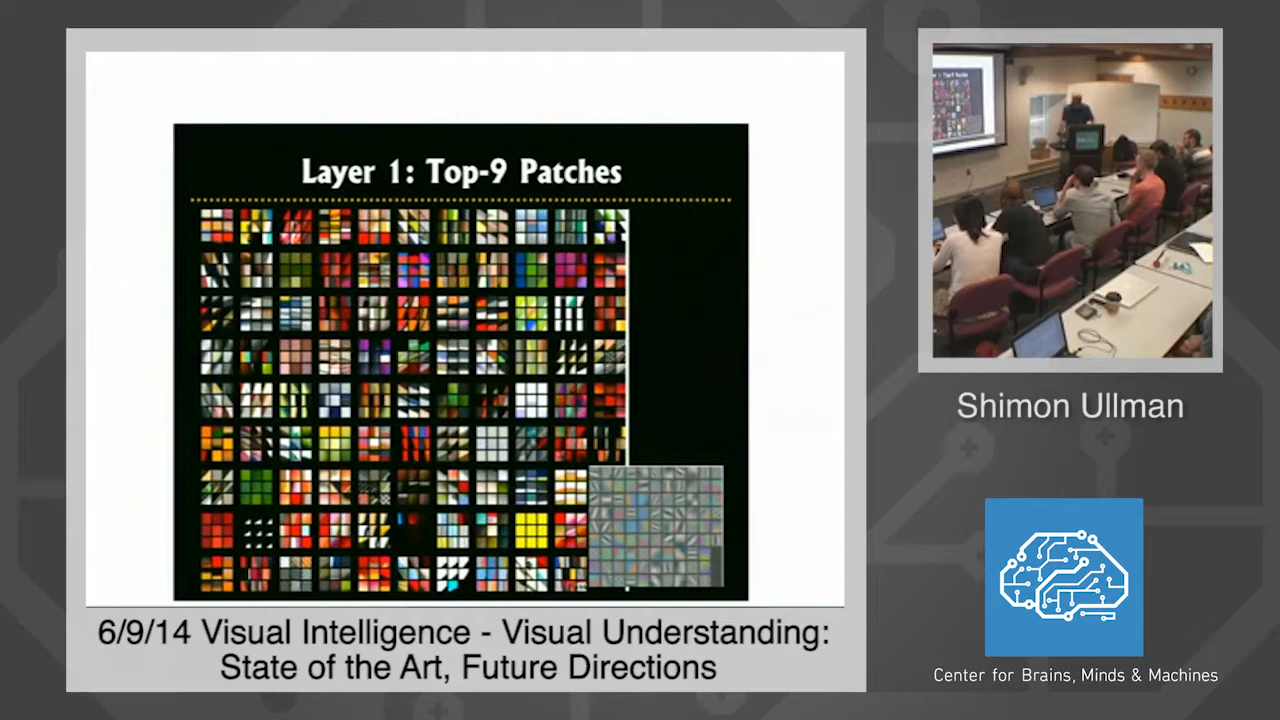 Layer 1: Top-9 Patches
Shimon Ullman
6/9/14 Visual Intelligence - Visual Understanding:
State of the Art, Future Directions
Center for Brains, Minds & Machines